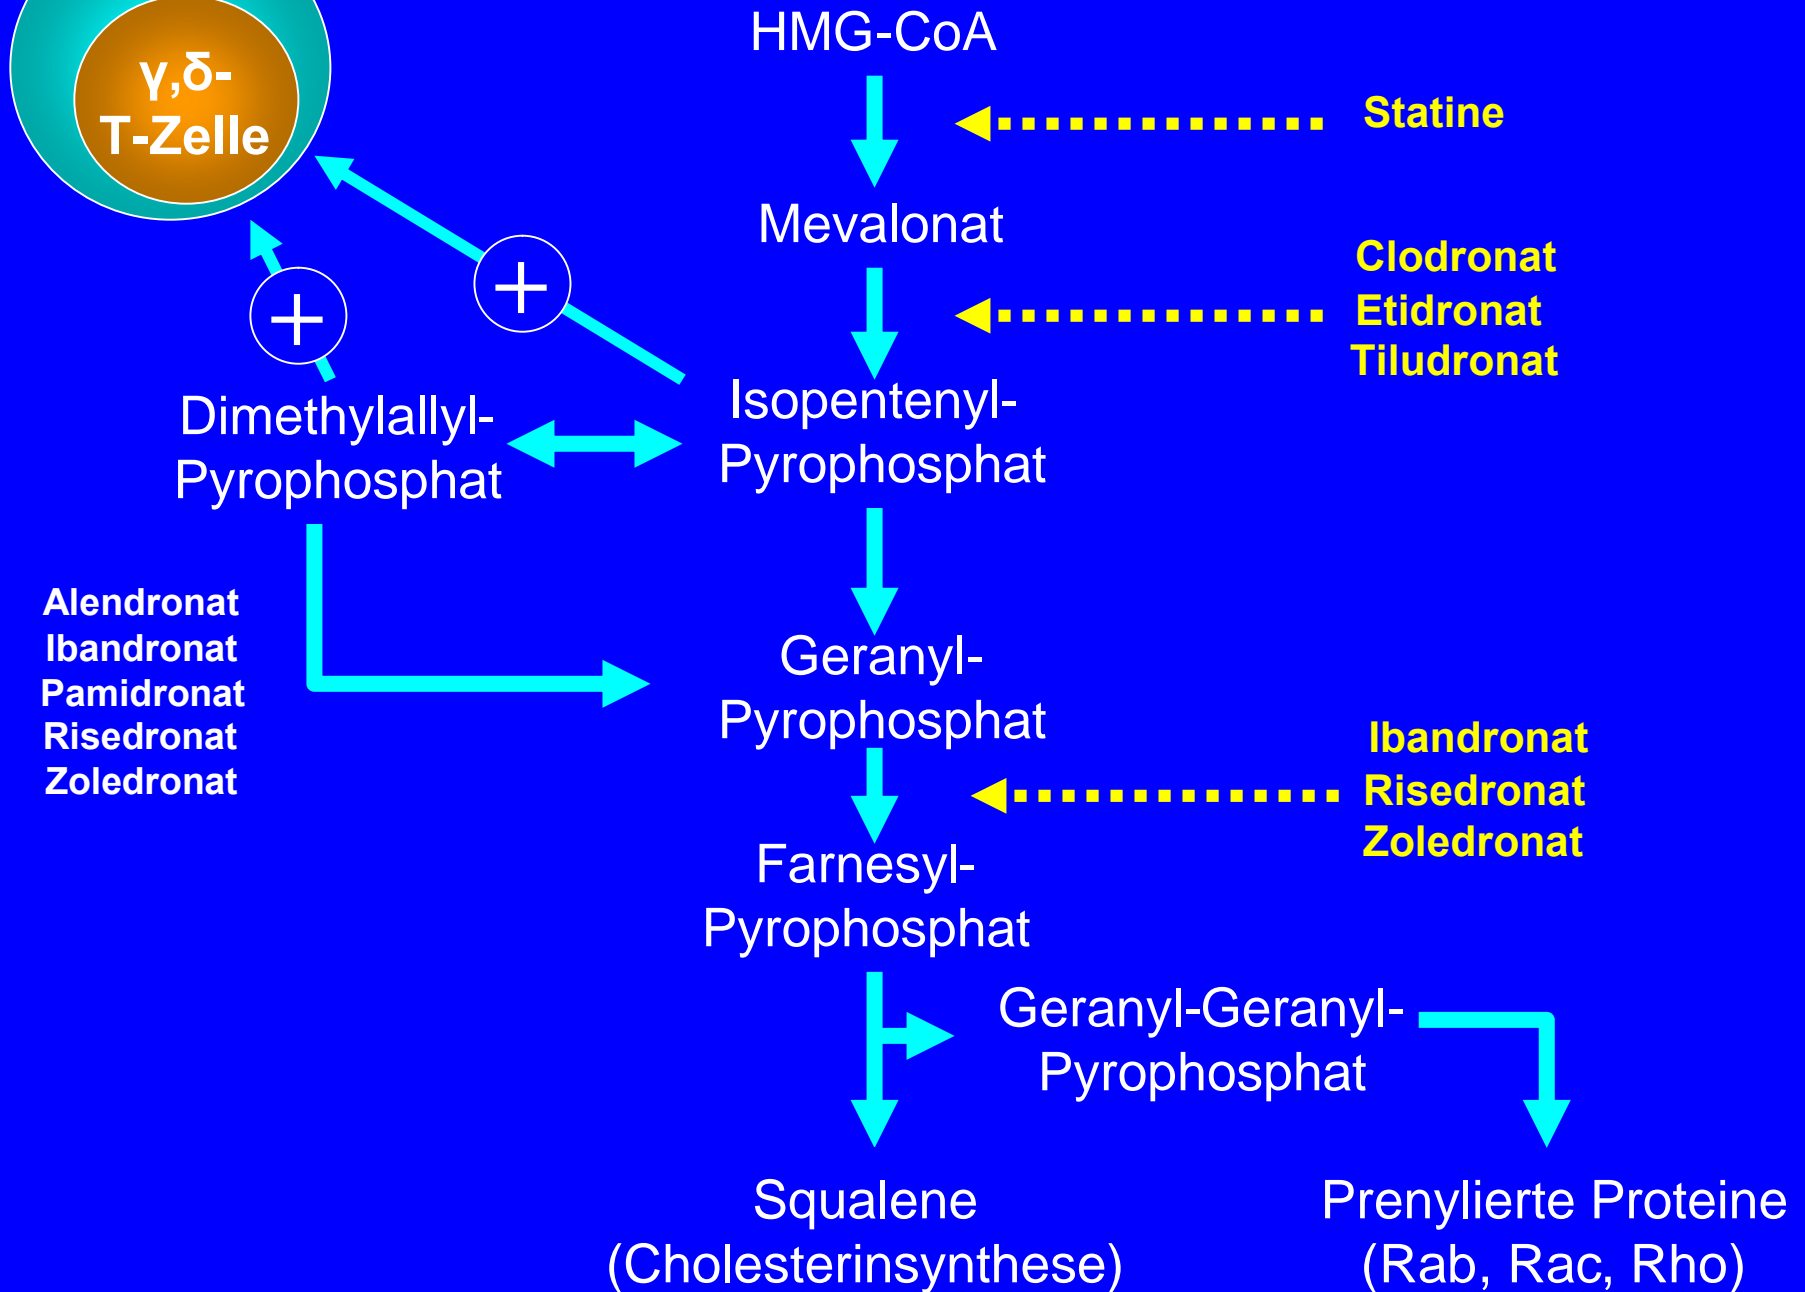 HMG-CoA
γ,δ-
T-Zelle
Statine
Mevalonat
Clodronat
Etidronat
Tiludronat
+
+
Dimethylallyl-
Pyrophosphat
Isopentenyl-
Pyrophosphat
Alendronat
Ibandronat
Pamidronat
Risedronat
Zoledronat
Geranyl-
Pyrophosphat
Ibandronat
Risedronat
Zoledronat
Farnesyl-
Pyrophosphat
Geranyl-Geranyl-
Pyrophosphat
Squalene
(Cholesterinsynthese)
Prenylierte Proteine
(Rab, Rac, Rho)